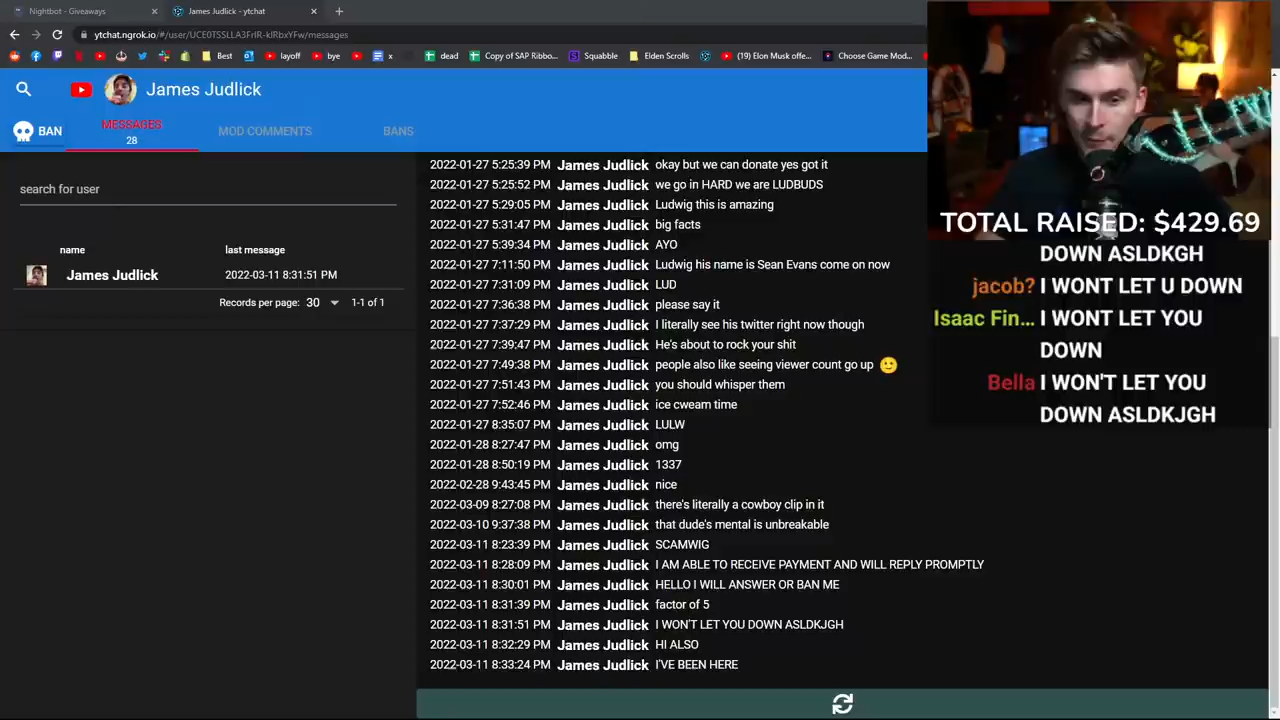 Nightbot - Giveaways
James Judlick - ytchat
ytchat.ngrok.io/#/user/UCE0TSSLLA3FrIR-kIRbxYFw/messages
Best
layoff
bye
x
dead
Copy of SAP Ribbo...
Squabble
Elden Scrolls
(19) Elon Musk offe...
Choose Game Mod...
James Judlick
BAN
MESSAGES
28
MOD COMMENTS
BANS
search for user
name
last message
James Judlick
2022-03-11 8:31:51 PM
Records per page: 30
1-1 of 1
2022-01-27 5:25:39 PM James Judlick okay but we can donate yes got it
2022-01-27 5:25:52 PM James Judlick we go in HARD we are LUDBUDS
2022-01-27 5:29:05 PM James Judlick Ludwig this is amazing
2022-01-27 5:31:47 PM James Judlick big facts
2022-01-27 5:39:34 PM James Judlick AYO
2022-01-27 7:11:50 PM James Judlick Ludwig his name is Sean Evans come on now
2022-01-27 7:31:09 PM James Judlick LUD
2022-01-27 7:36:38 PM James Judlick please say it
2022-01-27 7:37:29 PM James Judlick I literally see his twitter right now though
2022-01-27 7:39:47 PM James Judlick He's about to rock your shit
2022-01-27 7:49:38 PM James Judlick people also like seeing viewer count go up 🙂
2022-01-27 7:51:43 PM James Judlick you should whisper them
2022-01-27 7:52:46 PM James Judlick ice cweam time
2022-01-27 8:35:07 PM James Judlick LULW
2022-01-28 8:27:47 PM James Judlick omg
2022-01-28 8:50:19 PM James Judlick 1337
2022-02-28 9:43:45 PM James Judlick nice
2022-03-09 8:27:08 PM James Judlick there's literally a cowboy clip in it
2022-03-10 9:37:38 PM James Judlick that dude's mental is unbreakable
2022-03-11 8:23:39 PM James Judlick SCAMWIG
2022-03-11 8:28:09 PM James Judlick I AM ABLE TO RECEIVE PAYMENT AND WILL REPLY PROMPTLY
2022-03-11 8:30:01 PM James Judlick HELLO I WILL ANSWER OR BAN ME
2022-03-11 8:31:39 PM James Judlick factor of 5
2022-03-11 8:31:51 PM James Judlick I WON'T LET YOU DOWN ASLDKJGH
2022-03-11 8:32:29 PM James Judlick HI ALSO
2022-03-11 8:33:24 PM James Judlick I'VE BEEN HERE
TOTAL RAISED: $429.69
DOWN ASLDKGH
jacob? I WONT LET U DOWN
Isaac Fin... I WONT LET YOU
DOWN
Bella I WON'T LET YOU
DOWN ASLDKJGH